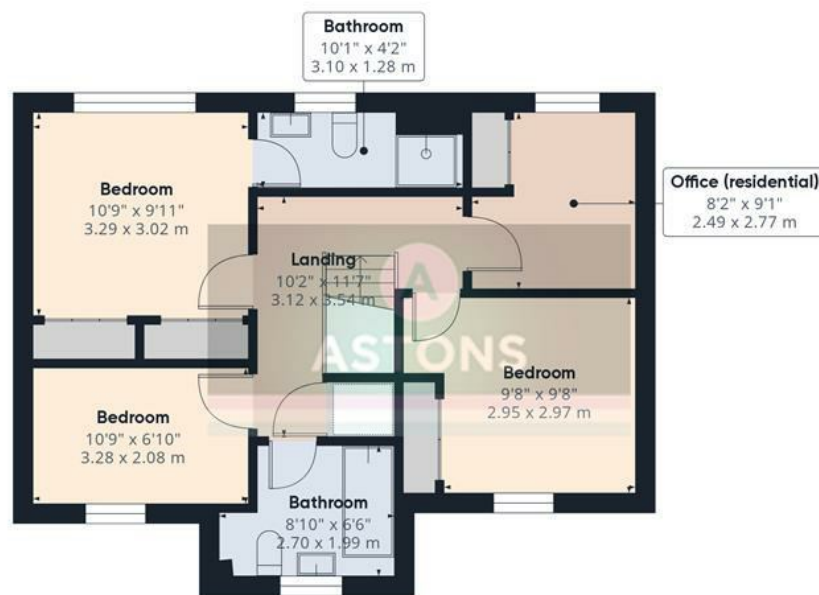 Bathroom
10'1" x 4'2"
3.10 x 1.28 m
Bedroom
10'9" x 9'11"
3.29 x 3.02 m
Office (residential)
8'2" x 9'1"
2.49 x 2.77 m
Landing
10'2" x 11'7"
3.12 x 3.54 m
A
ASTONS
Bedroom
9'8" x 9'8"
2.95 x 2.97 m
Bedroom
10'9" x 6'10"
3.28 x 2.08 m
Bathroom
8'10" x 6'6"
2.70 x 1.99 m